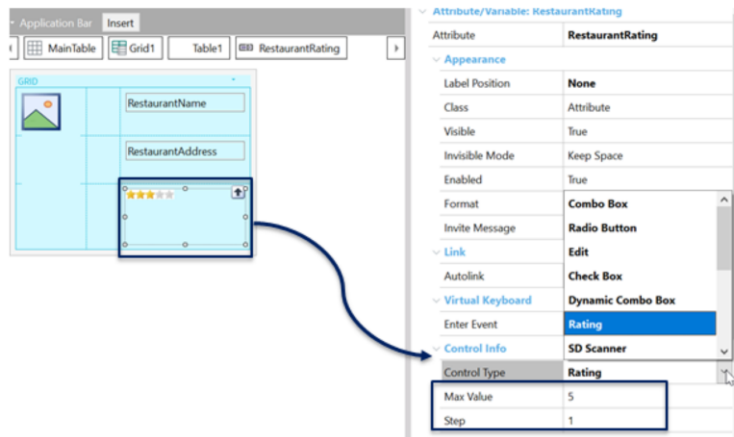 Application Bar Insert
MainTable Grid1 Table1 RestaurantRating
GRID
RestaurantName
RestaurantAddress
Attribute/Variable: RestaurantRating
Attribute RestaurantRating
Appearance
Label Position None
Class Attribute
Visible True
Invisible Mode Keep Space
Enabled True
Format Combo Box
Invite Message Radio Button
Link Edit
Autolink Check Box
Virtual Keyboard Dynamic Combo Box
Enter Event Rating
Control Info SD Scanner
Control Type Rating
Max Value 5
Step 1